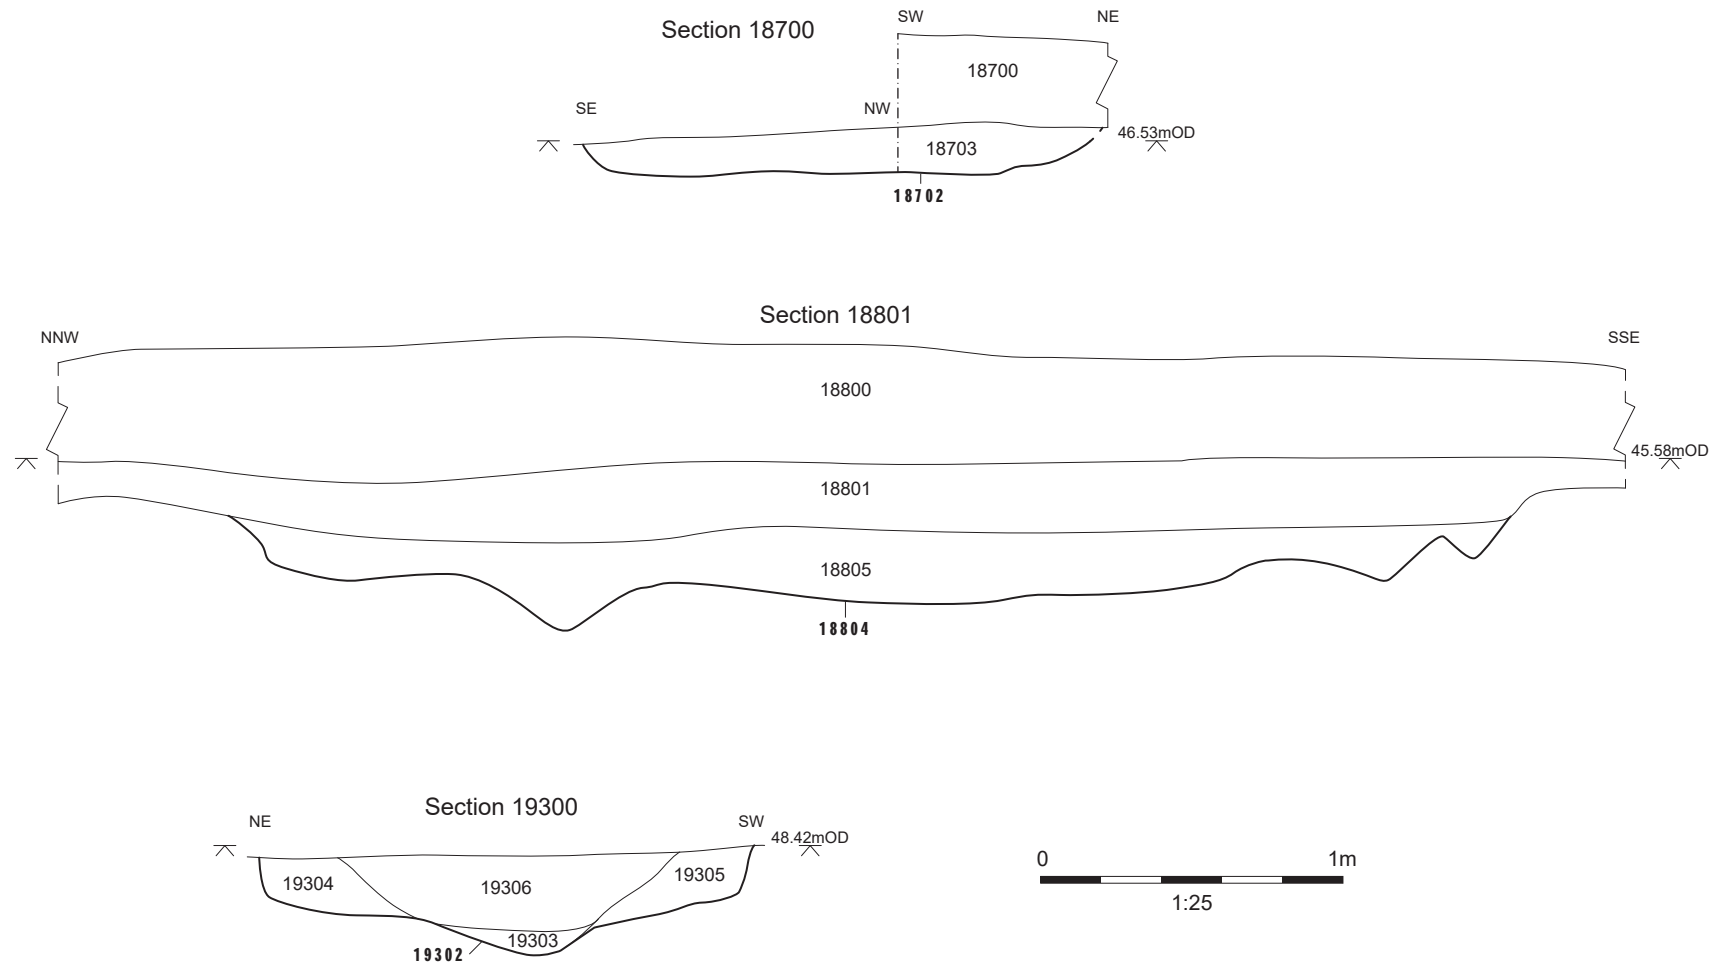 Section 18700
SW NE
18700
SE NW
46.53mOD
18703
18702
Section 18801
NNW SSE
18800
45.58mOD
18801
18805
18804
Section 19300
NE SW
48.42mOD
19304 19306 19305
19303
19302
0 1m
1:25